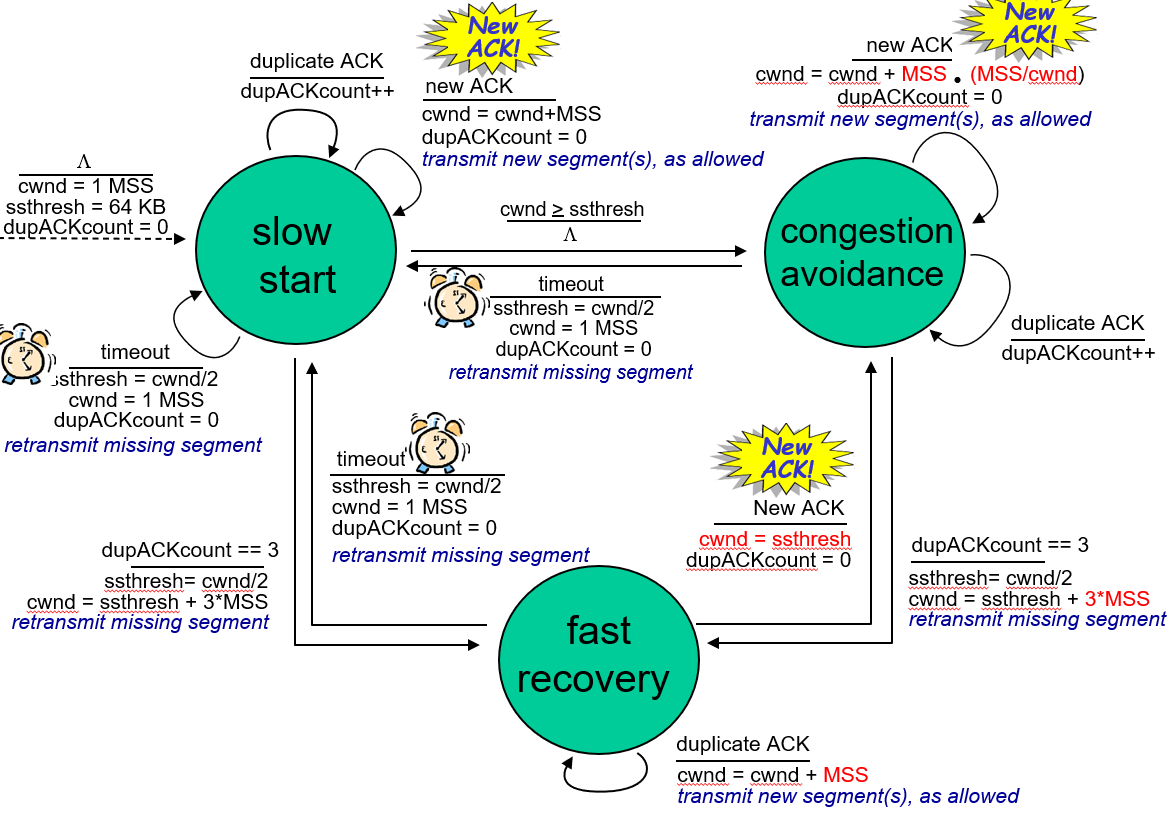 New
ACK!
duplicate ACK
dupACKcount++
new ACK
cwnd = cwnd+MSS
dupACKcount = 0
transmit new segment(s), as allowed
New
ACK!
new ACK
cwnd = cwnd + MSS . (MSS/cwnd)
dupACKcount = 0
transmit new segment(s), as allowed
Λ
cwnd = 1 MSS
ssthresh = 64 KB
dupACKcount = 0
slow
start
cwnd ≥ ssthresh
Λ
congestion
avoidance
timeout
ssthresh = cwnd/2
cwnd = 1 MSS
dupACKcount = 0
retransmit missing segment
duplicate ACK
dupACKcount++
timeout
ssthresh = cwnd/2
cwnd = 1 MSS
dupACKcount = 0
retransmit missing segment
timeout
ssthresh = cwnd/2
cwnd = 1 MSS
dupACKcount = 0
retransmit missing segment
New
ACK!
New ACK
cwnd = ssthresh
dupACKcount = 0
dupACKcount == 3
ssthresh= cwnd/2
cwnd = ssthresh + 3*MSS
retransmit missing segment
dupACKcount == 3
ssthresh= cwnd/2
cwnd = ssthresh + 3*MSS
retransmit missing segment
fast
recovery
duplicate ACK
cwnd = cwnd + MSS
transmit new segment(s), as allowed